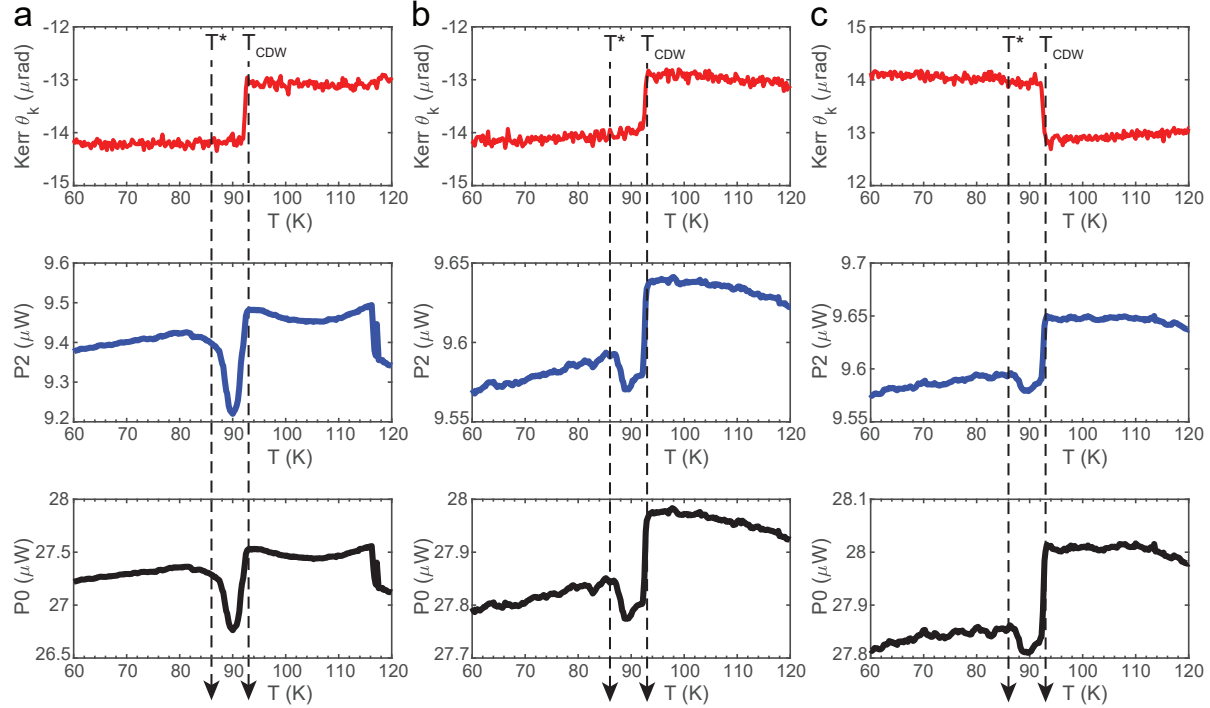 a
b
c
-12
-13
-14
-15
Kerr θ_k (μrad)
T*
T_CDW
60 70 80 90 100 110 120
T (K)
-12
-13
-14
-15
Kerr θ_k (μrad)
T*
T_CDW
60 70 80 90 100 110 120
T (K)
15
14
13
12
Kerr θ_k (μrad)
T*
T_CDW
60 70 80 90 100 110 120
T (K)
9.6
9.5
9.4
9.3
9.2
P2 (μW)
60 70 80 90 100 110 120
T (K)
9.65
9.6
9.55
P2 (μW)
60 70 80 90 100 110 120
T (K)
9.7
9.65
9.6
9.55
P2 (μW)
60 70 80 90 100 110 120
T (K)
28
27.5
27
26.5
P0 (μW)
60 70 80 90 100 110 120
T (K)
28
27.9
27.8
27.7
P0 (μW)
60 70 80 90 100 110 120
T (K)
28.1
28
27.9
27.8
P0 (μW)
60 70 80 90 100 110 120
T (K)